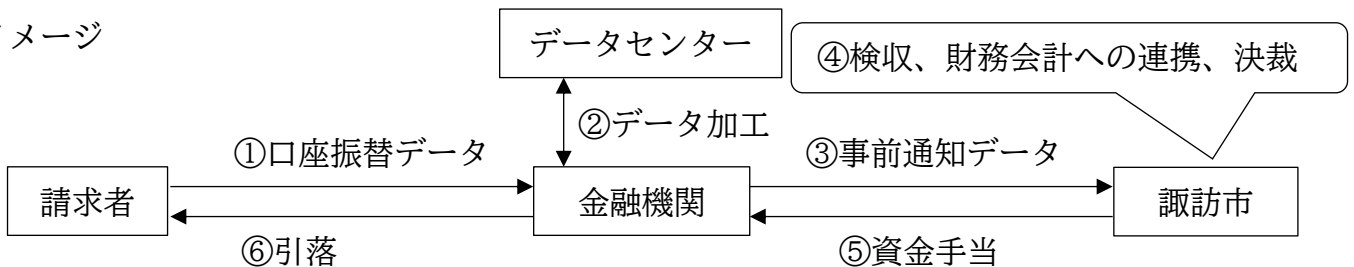 メージ
データセンター
④検収、財務会計への連携、決裁
②データ加工
①口座振替データ
③事前通知データ
請求者
金融機関
諏訪市
⑥引落
⑤資金手当